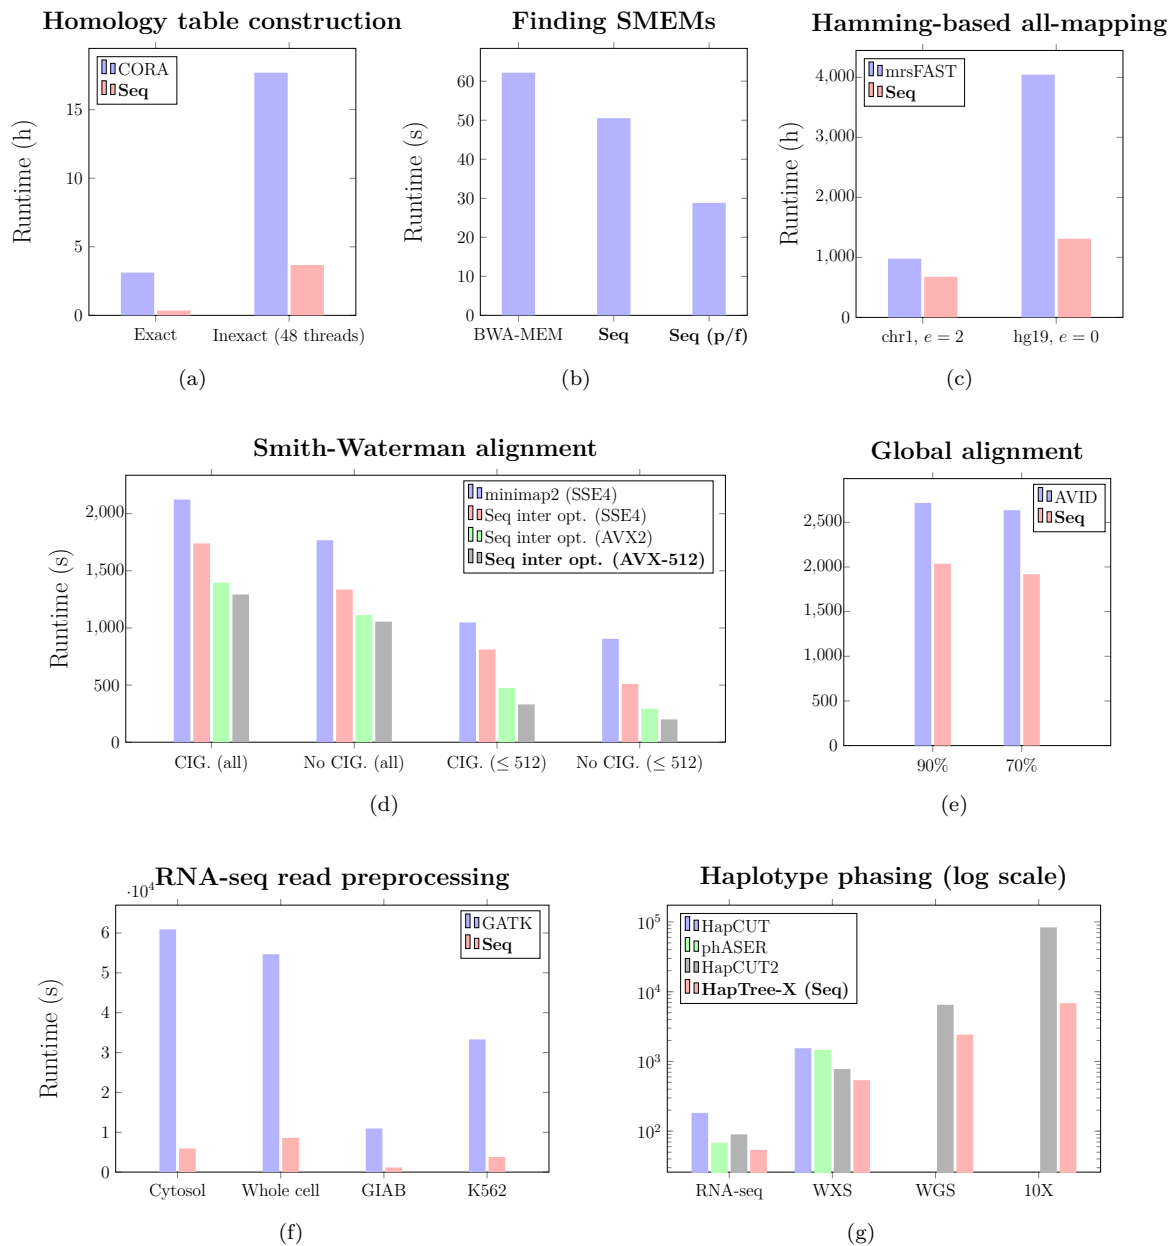 Homology table construction
CORA
Seq
Runtime (h)
15
10
5
0
Exact
Inexact (48 threads)
(a)
Finding SMEMs
Runtime (s)
60
50
40
30
20
10
0
BWA-MEM
Seq
Seq (p/f)
(b)
Hamming-based all-mapping
mrsFAST
Seq
Runtime (h)
4,000
3,000
2,000
1,000
0
chr1, e = 2
hg19, e = 0
(c)
Smith-Waterman alignment
minimap2 (SSE4)
Seq inter opt. (SSE4)
Seq inter opt. (AVX2)
Seq inter opt. (AVX-512)
Runtime (s)
2,000
1,500
1,000
500
0
CIG. (all)
No CIG. (all)
CIG. (≤ 512)
No CIG. (≤ 512)
(d)
Global alignment
AVID
Seq
2,500
2,000
1,500
1,000
500
0
90%
70%
(e)
RNA-seq read preprocessing
·10⁴
GATK
Seq
Runtime (s)
6
5
4
3
2
1
0
Cytosol
Whole cell
GIAB
K562
(f)
Haplotype phasing (log scale)
HapCUT
phASER
HapCUT2
HapTree-X (Seq)
10⁵
10⁴
10³
10²
RNA-seq
WXS
WGS
10X
(g)